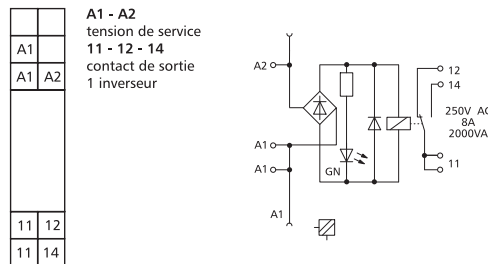 A1
A1 A2
11 12
11 14
A1 - A2
tension de service
11 - 12 - 14
contact de sortie
1 inverseur
A2
A1
A1
A1
GN
12
14
250V AC
8A
2000VA
11